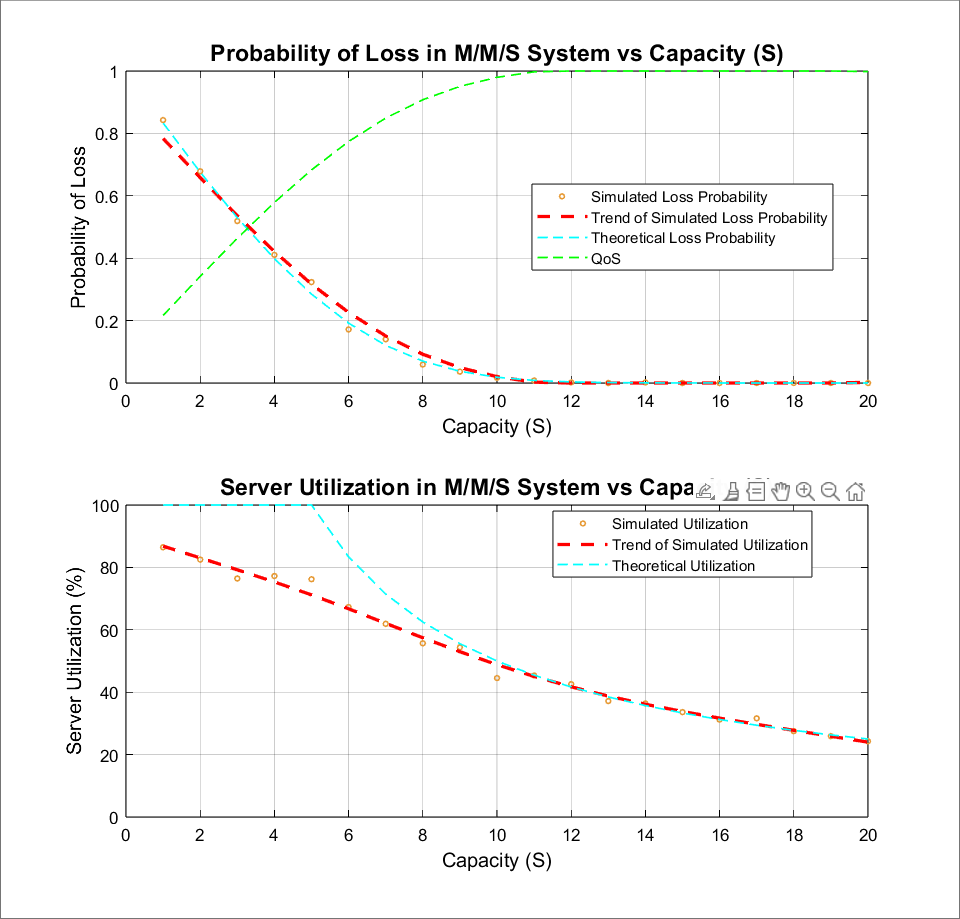 Probability of Loss in M/M/S System vs Capacity (S)
Probability of Loss
1
0.8
0.6
0.4
0.2
0
Simulated Loss Probability
Trend of Simulated Loss Probability
Theoretical Loss Probability
QoS
0 2 4 6 8 10 12 14 16 18 20
Capacity (S)
Server Utilization in M/M/S System vs
Server Utilization (%)
100
80
60
40
20
0
Simulated Utilization
Trend of Simulated Utilization
Theoretical Utilization
0 2 4 6 8 10 12 14 16 18 20
Capacity (S)